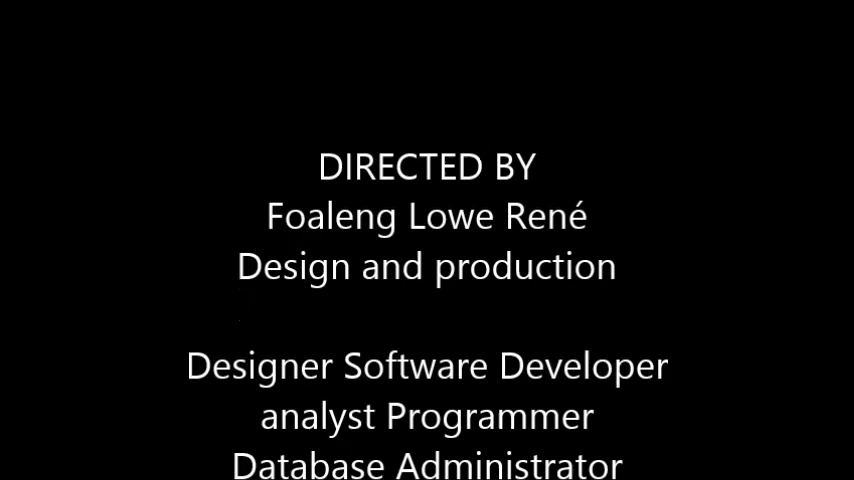 DIRECTED BY
Foaleng Lowe René
Design and production
Designer Software Developer
analyst Programmer
Database Administrator